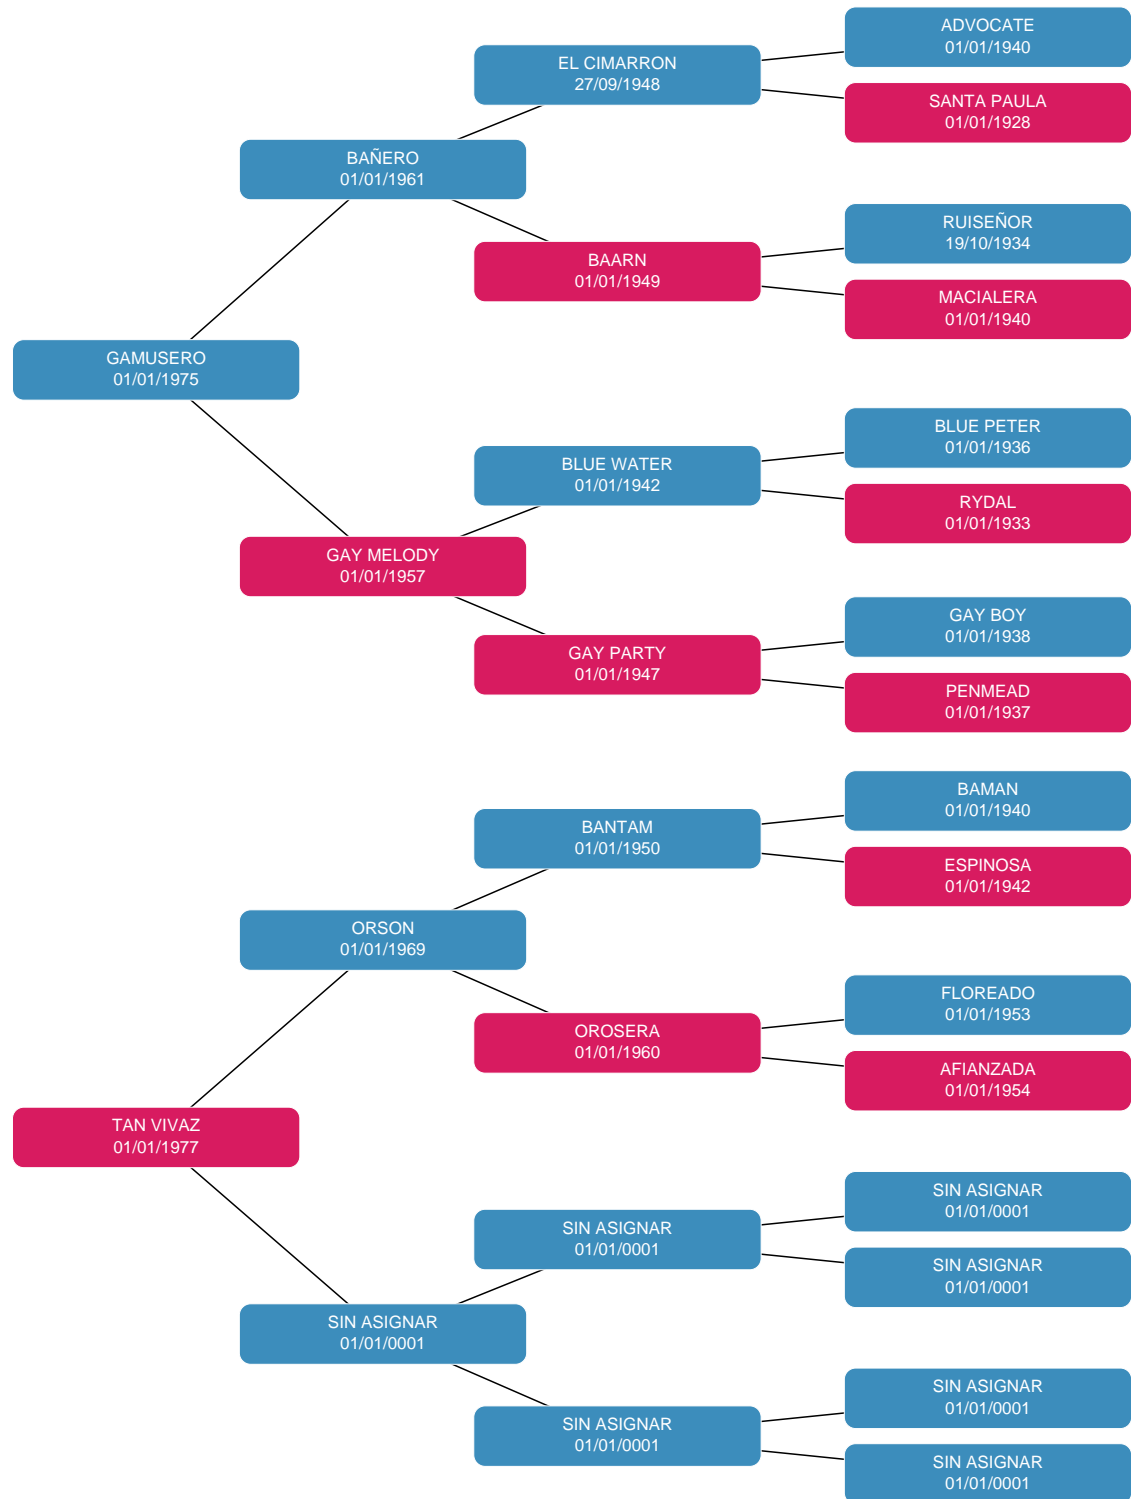 ADVOCATE
01/01/1940
EL CIMARRON
27/09/1948
SANTA PAULA
01/01/1928
BAÑERO
01/01/1961
RUISEÑOR
19/10/1934
BAARN
01/01/1949
MACIALERA
01/01/1940
GAMUSERO
01/01/1975
BLUE PETER
01/01/1936
BLUE WATER
01/01/1942
RYDAL
01/01/1933
GAY MELODY
01/01/1957
GAY BOY
01/01/1938
GAY PARTY
01/01/1947
PENMEAD
01/01/1937
BAMAN
01/01/1940
BANTAM
01/01/1950
ESPINOSA
01/01/1942
ORSON
01/01/1969
FLOREADO
01/01/1953
OROSERA
01/01/1960
AFIANZADA
01/01/1954
TAN VIVAZ
01/01/1977
SIN ASIGNAR
01/01/0001
SIN ASIGNAR
01/01/0001
SIN ASIGNAR
01/01/0001
SIN ASIGNAR
01/01/0001
SIN ASIGNAR
01/01/0001
SIN ASIGNAR
01/01/0001
SIN ASIGNAR
01/01/0001